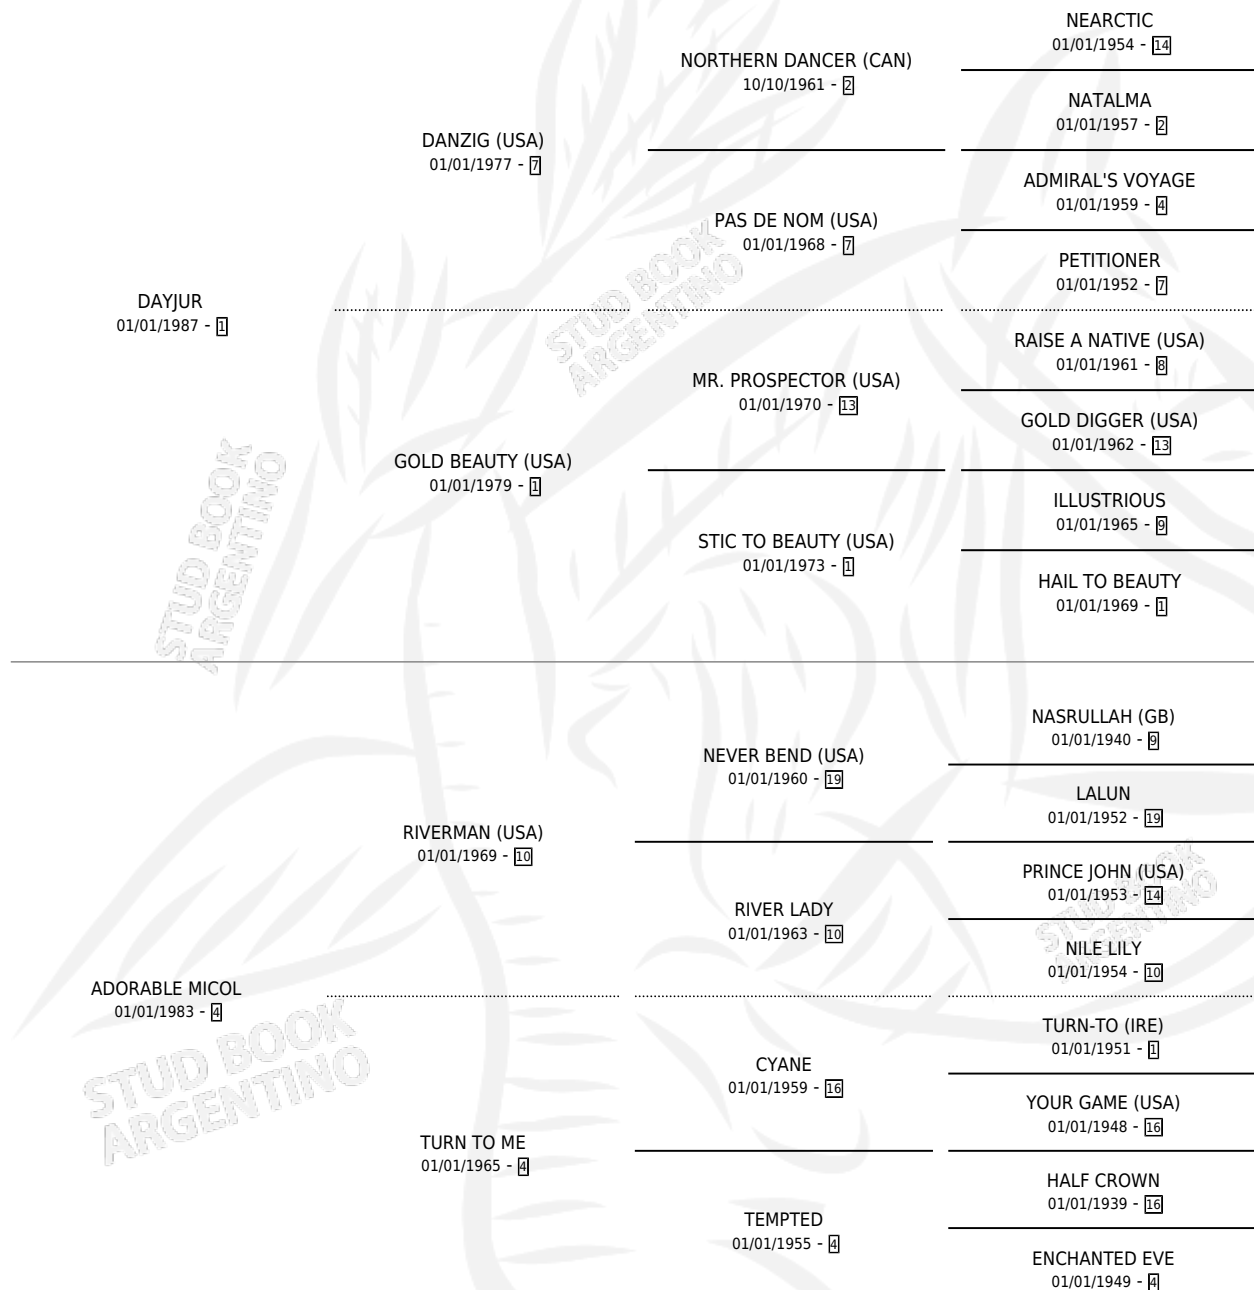 DAYJUR
01/01/1987 - 1
DANZIG (USA)
01/01/1977 - 7
NORTHERN DANCER (CAN)
10/10/1961 - 2
NEARCTIC
01/01/1954 - 14
NATALMA
01/01/1957 - 2
PAS DE NOM (USA)
01/01/1968 - 7
ADMIRAL'S VOYAGE
01/01/1959 - 4
PETITIONER
01/01/1952 - 7
GOLD BEAUTY (USA)
01/01/1979 - 1
MR. PROSPECTOR (USA)
01/01/1970 - 13
RAISE A NATIVE (USA)
01/01/1961 - 8
GOLD DIGGER (USA)
01/01/1962 - 13
STIC TO BEAUTY (USA)
01/01/1973 - 1
ILLUSTRIOUS
01/01/1965 - 9
HAIL TO BEAUTY
01/01/1969 - 1
ADORABLE MICOL
01/01/1983 - 4
RIVERMAN (USA)
01/01/1969 - 10
NEVER BEND (USA)
01/01/1960 - 19
NASRULLAH (GB)
01/01/1940 - 9
LALUN
01/01/1952 - 19
RIVER LADY
01/01/1963 - 10
PRINCE JOHN (USA)
01/01/1953 - 14
NILE LILY
01/01/1954 - 10
TURN TO ME
01/01/1965 - 4
CYANE
01/01/1959 - 16
TURN-TO (IRE)
01/01/1951 - 1
YOUR GAME (USA)
01/01/1948 - 16
TEMPTED
01/01/1955 - 4
HALF CROWN
01/01/1939 - 16
ENCHANTED EVE
01/01/1949 - 4
STUD BOOK
ARGENTINO
STUD BOOK
ARGENTINO
STUD BOOK
ARGENTINO
STUD BOOK
ARGENTINO